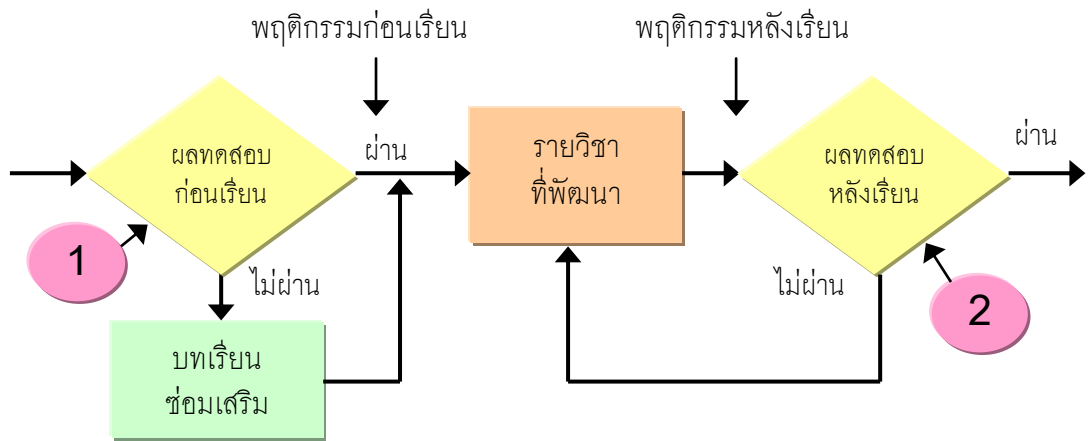 พฤติกรรมก่อนเรียน
พฤติกรรมหลังเรียน
ผลทดสอบ
ก่อนเรียน
ผ่าน
รายวิชา
ที่พัฒนา
ผลทดสอบ
หลังเรียน
ผ่าน
1
ไม่ผ่าน
ไม่ผ่าน
2
บทเรียน
ซ่อมเสริม